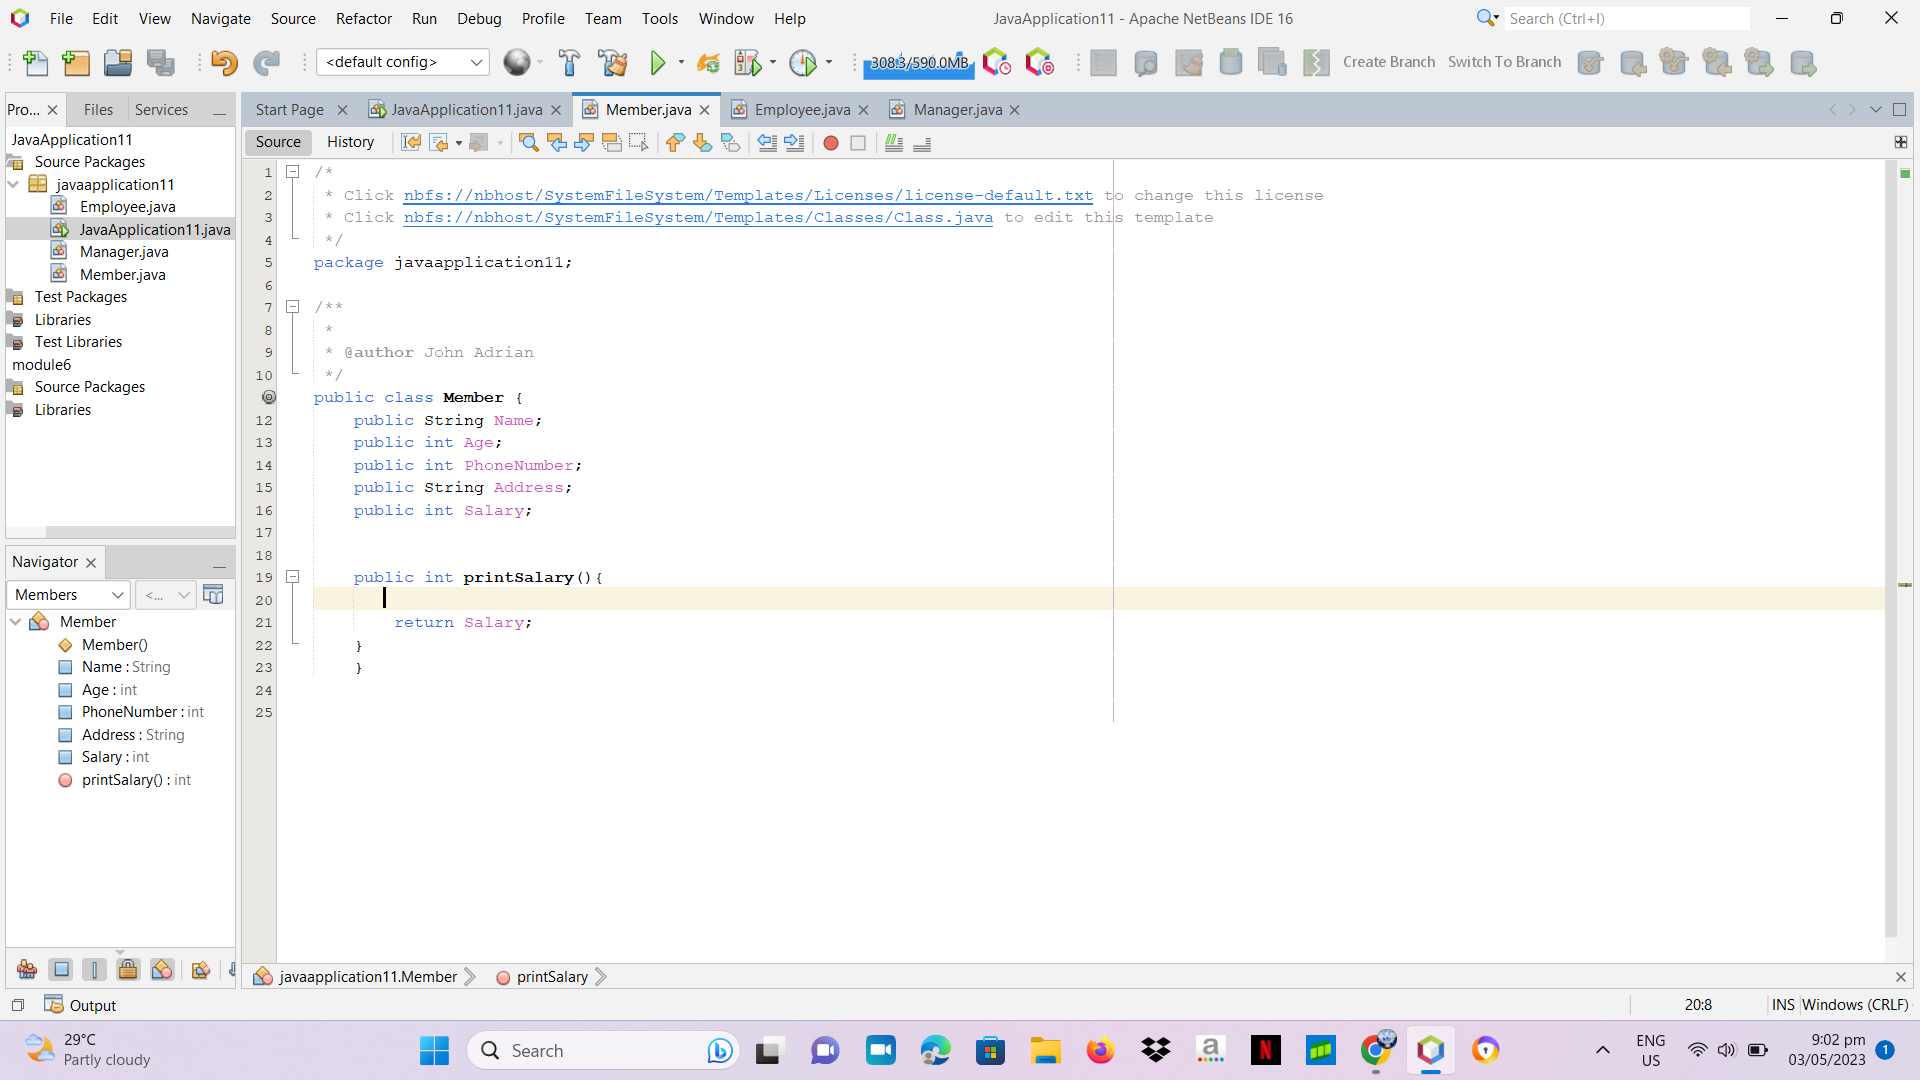 File Edit View Navigate Source Refactor Run Debug Profile Team Tools Window Help
JavaApplication11 - Apache NetBeans IDE 16
Search (Ctrl+I)
<default config>
308.3/590.0MB
Create Branch Switch To Branch
Pro... Files Services
Start Page JavaApplication11.java Member.java Employee.java Manager.java
JavaApplication11
Source Packages
javaapplication11
Employee.java
JavaApplication11.java
Manager.java
Member.java
Test Packages
Libraries
Test Libraries
module6
Source Packages
Libraries
Source History
1 /*
2 * Click nbfs://nbhost/SystemFileSystem/Templates/Licenses/license-default.txt to change this license
3 * Click nbfs://nbhost/SystemFileSystem/Templates/Classes/Class.java to edit this template
4 */
5 package javaapplication11;
6
7 /**
8 *
9 * @author John Adrian
10 */
public class Member {
12 public String Name;
13 public int Age;
14 public int PhoneNumber;
15 public String Address;
16 public int Salary;
17
18
19 public int printSalary(){
20
21 return Salary;
22 }
23 }
24
25
Navigator
Members <...
Member
Member()
Name : String
Age : int
PhoneNumber : int
Address : String
Salary : int
printSalary() : int
javaapplication11.Member printSalary
Output
20:8 INS Windows (CRLF)
29°C
Partly cloudy
Search
ENG
US
9:02 pm
03/05/2023
1